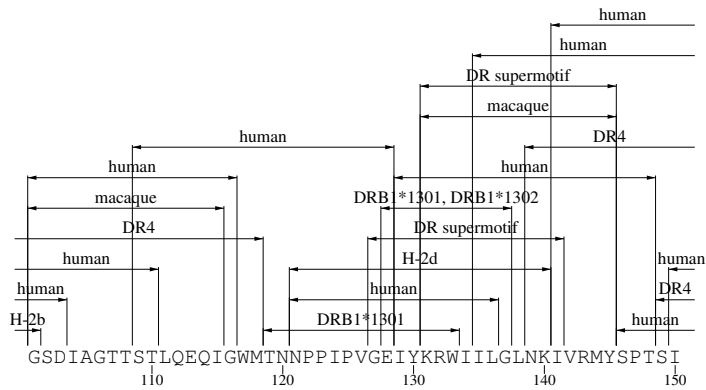 human
human
DR supermotif
macaque
human DR4
human human
macaque DRB1*1301, DRB1*1302
DR4 DR supermotif
human H-2d human
human human DR4
H-2b DRB1*1301 human
GSDIAGTTSTLQEQIGWMTNNPPIPVGEIYKRWIILGLNKIVRMYSPTSI
110 120 130 140 150